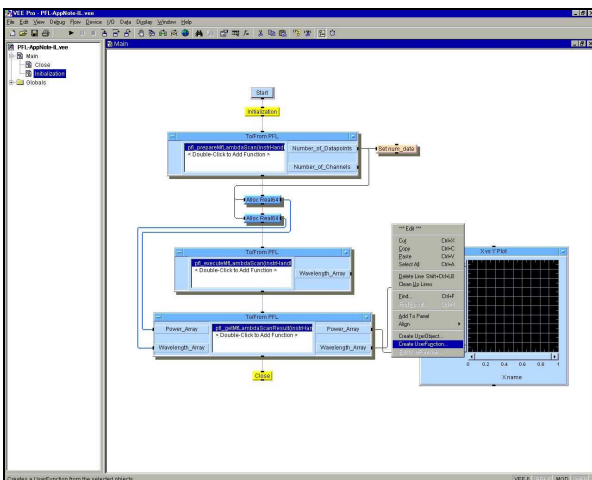 VEE Pro - PFL-AppNote-IL.vee
File Edit View Debug Flow Device I/O Data Display Window Help
PFL-AppNote-IL.vee
Main
Close
Initialization
Globals
Main
Start
Initialization
To/From PFL
pfl_prepareMfLambdaScan(instrHandl
< Double-Click to Add Function >
Number_of_Datapoints
Number_of_Channels
Set num_data
Alloc Real64
Alloc Real64
To/From PFL
pfl_executeMfLambdaScan(instrHandl
< Double-Click to Add Function >
Wavelength_Array
To/From PFL
Power_Array
Wavelength_Array
pfl_getMfLambdaScanResult(instrHan
< Double-Click to Add Function >
Power_Array
Wavelength_Array
Close
*** Edit ***
Cut Ctrl+X
Copy Ctrl+C
Paste Ctrl+V
Select All Ctrl+A
Delete Line Shift+Ctrl+LB
Clean Up Lines
Find... Ctrl+F
Add To Panel
Align
Create UserObject...
Create UserFunction...
X vs Y Plot
0 0.2 0.4 0.6 0.8 1
Xname
Creates a UserFunction from the selected objects
VEE 6 MOD